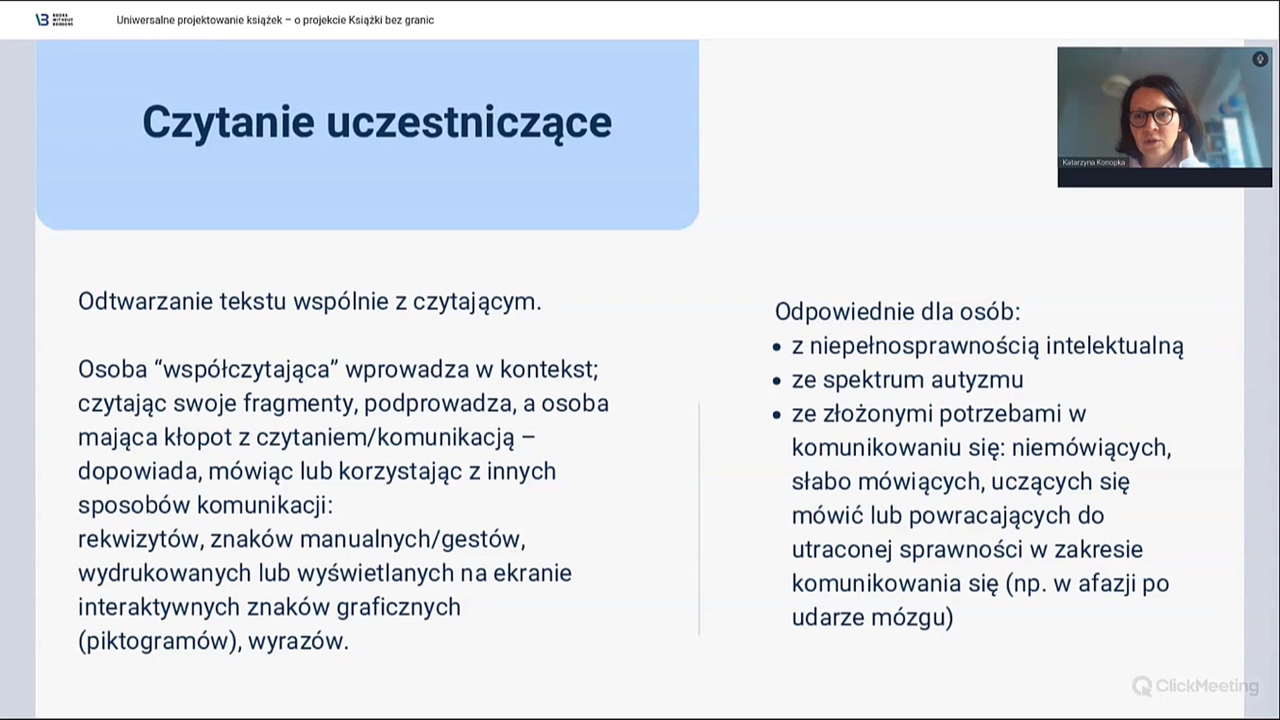 BOOKS
WITHOUT
BORDERS
Uniwersalne projektowanie książek – o projekcie Książki bez granic
Czytanie uczestniczące
Katarzyna Konopka
Odtwarzanie tekstu wspólnie z czytającym.
Osoba “współczytająca” wprowadza w kontekst;
czytając swoje fragmenty, podprowadza, a osoba
mająca kłopot z czytaniem/komunikacją –
dopowiada, mówiąc lub korzystając z innych
sposobów komunikacji:
rekwizytów, znaków manualnych/gestów,
wydrukowanych lub wyświetlanych na ekranie
interaktywnych znaków graficznych
(piktogramów), wyrazów.
Odpowiednie dla osób:
• z niepełnosprawnością intelektualną
• ze spektrum autyzmu
• ze złożonymi potrzebami w
komunikowaniu się: niemówiących,
słabo mówiących, uczących się
mówić lub powracających do
utraconej sprawności w zakresie
komunikowania się (np. w afazji po
udarze mózgu)
ClickMeeting